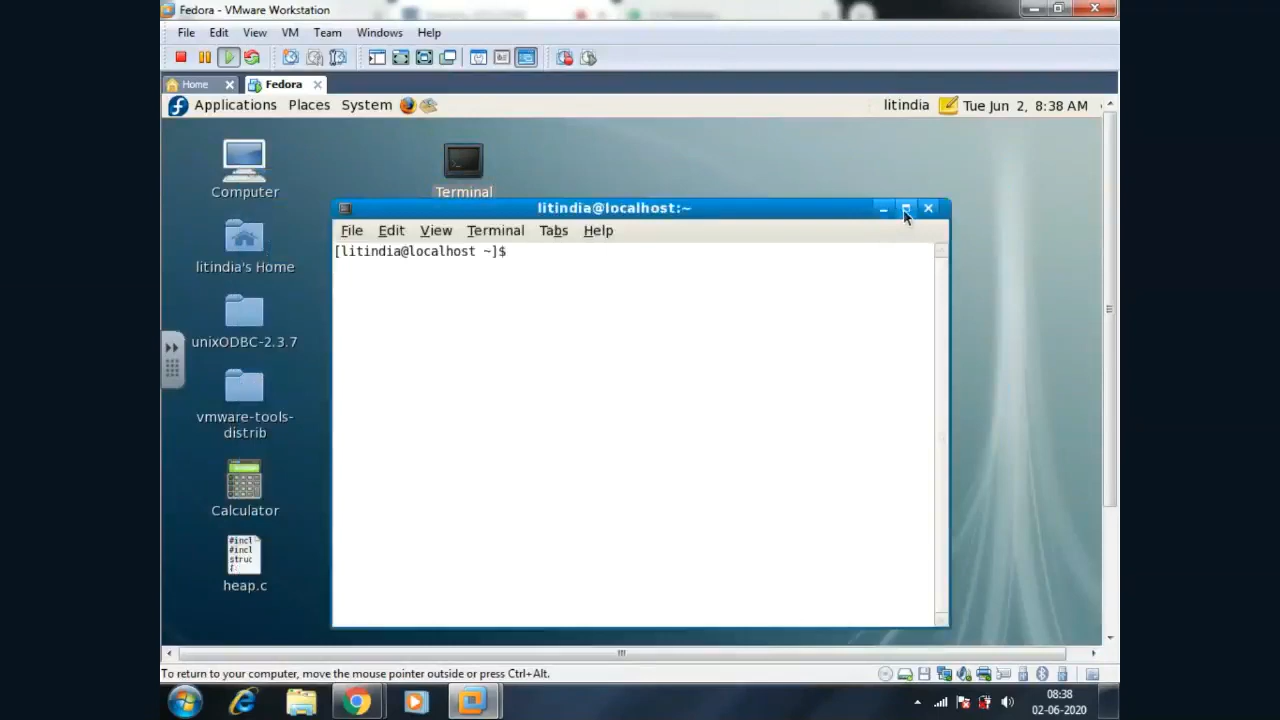 Fedora - VMware Workstation
File Edit View VM Team Windows Help
Home Fedora
Applications Places System litindia Tue Jun 2, 8:38 AM
Computer
Terminal
litindia@localhost:~
File Edit View Terminal Tabs Help
[litindia@localhost ~]$
litindia's Home
unixODBC-2.3.7
vmware-tools-
distrib
Calculator
#incl
#incl
struc
{
heap.c
To return to your computer, move the mouse pointer outside or press Ctrl+Alt.
08:38
02-06-2020